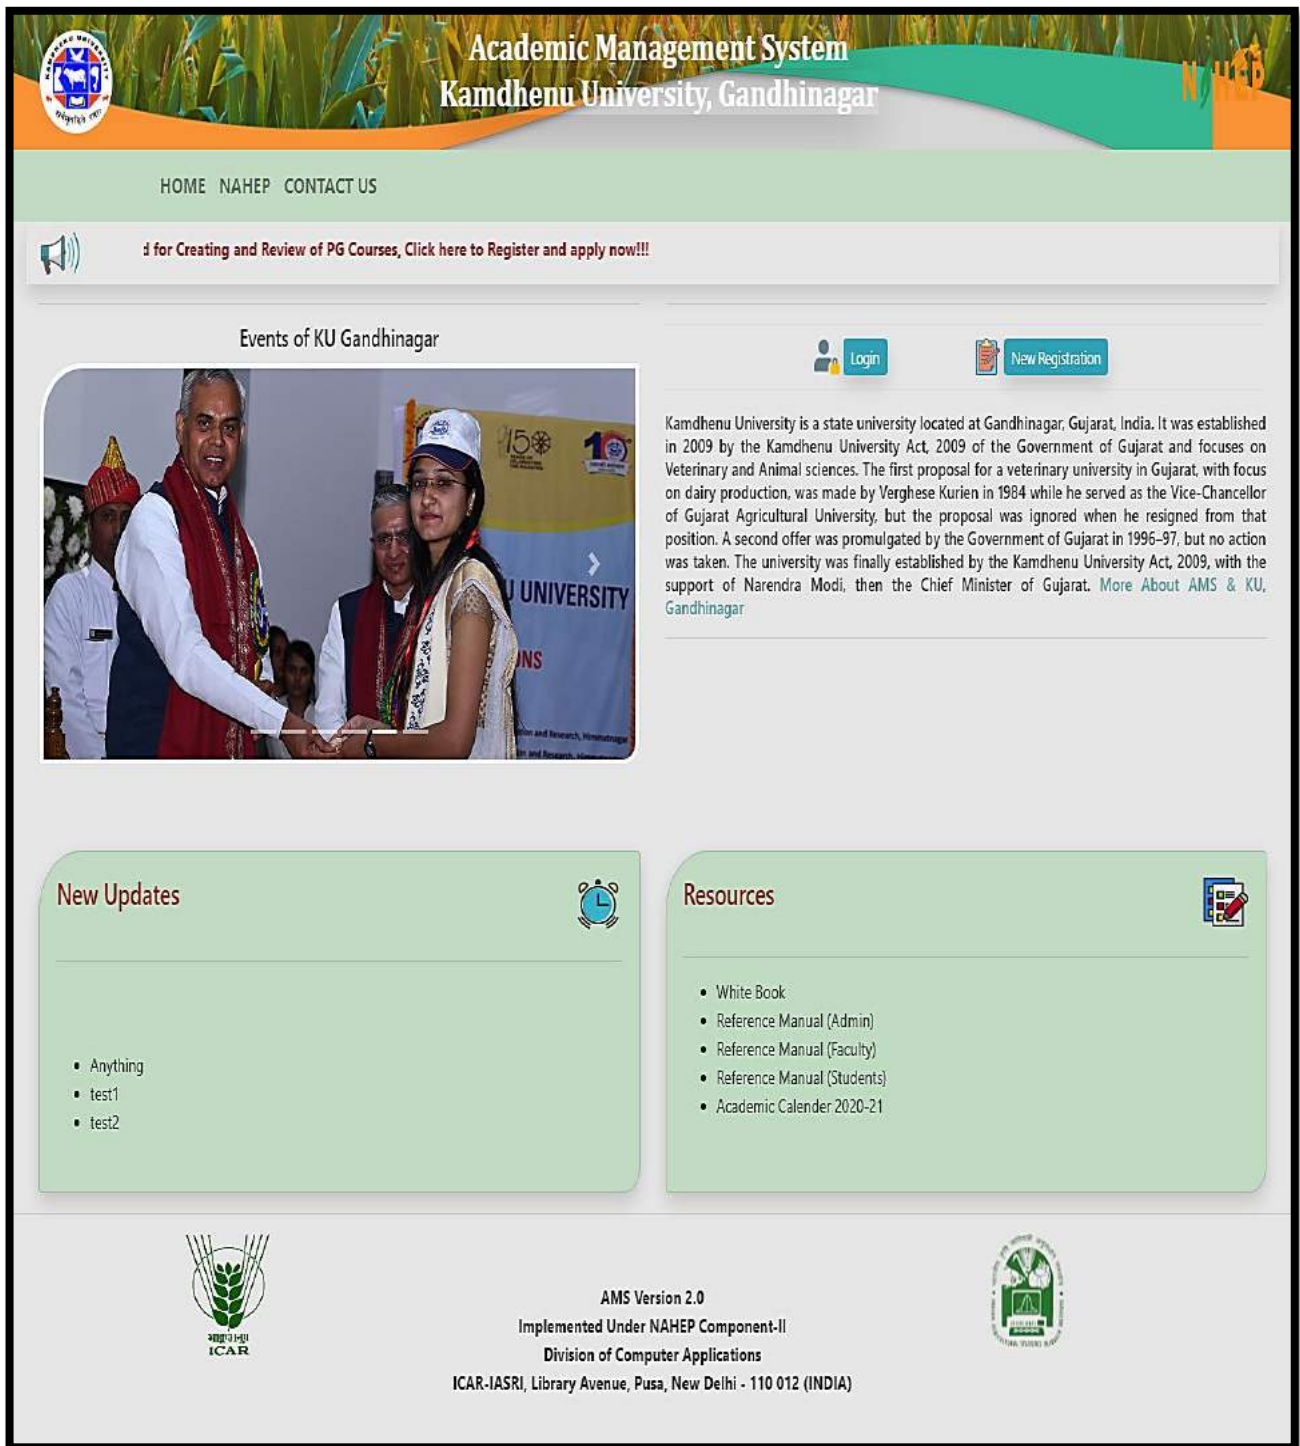 Academic Management System
Kamdhenu University, Gandhinagar
KAMDHENU UNIVERSITY
NAHEP
HOME NAHEP CONTACT US
d for Creating and Review of PG Courses, Click here to Register and apply now!!!
Events of KU Gandhinagar
150
10
U UNIVERSITY
ONS
tion and Research, Himmatnagar
Login
New Registration
Kamdhenu University is a state university located at Gandhinagar, Gujarat, India. It was established
in 2009 by the Kamdhenu University Act, 2009 of the Government of Gujarat and focuses on
Veterinary and Animal sciences. The first proposal for a veterinary university in Gujarat, with focus
on dairy production, was made by Verghese Kurien in 1984 while he served as the Vice-Chancellor
of Gujarat Agricultural University, but the proposal was ignored when he resigned from that
position. A second offer was promulgated by the Government of Gujarat in 1996–97, but no action
was taken. The university was finally established by the Kamdhenu University Act, 2009, with the
support of Narendra Modi, then the Chief Minister of Gujarat. More About AMS & KU,
Gandhinagar
New Updates
• Anything
• test1
• test2
Resources
• White Book
• Reference Manual (Admin)
• Reference Manual (Faculty)
• Reference Manual (Students)
• Academic Calender 2020-21
ICAR
AMS Version 2.0
Implemented Under NAHEP Component-II
Division of Computer Applications
ICAR-IASRI, Library Avenue, Pusa, New Delhi - 110 012 (INDIA)